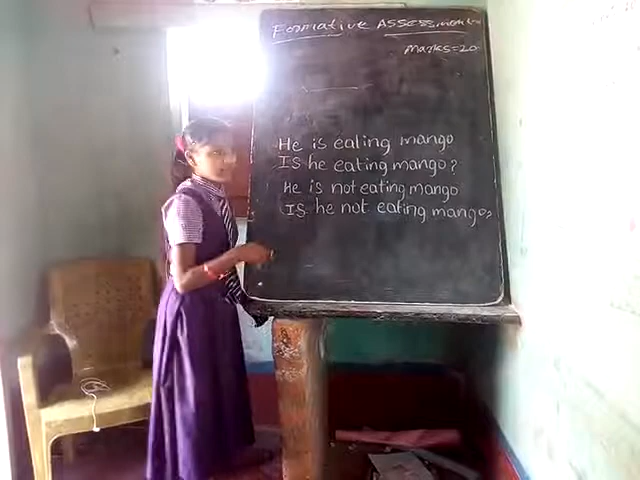 Formative Assessment
Marks=20
He is eating mango
Is he eating mango?
He is not eating mango
Is he not eating mango?